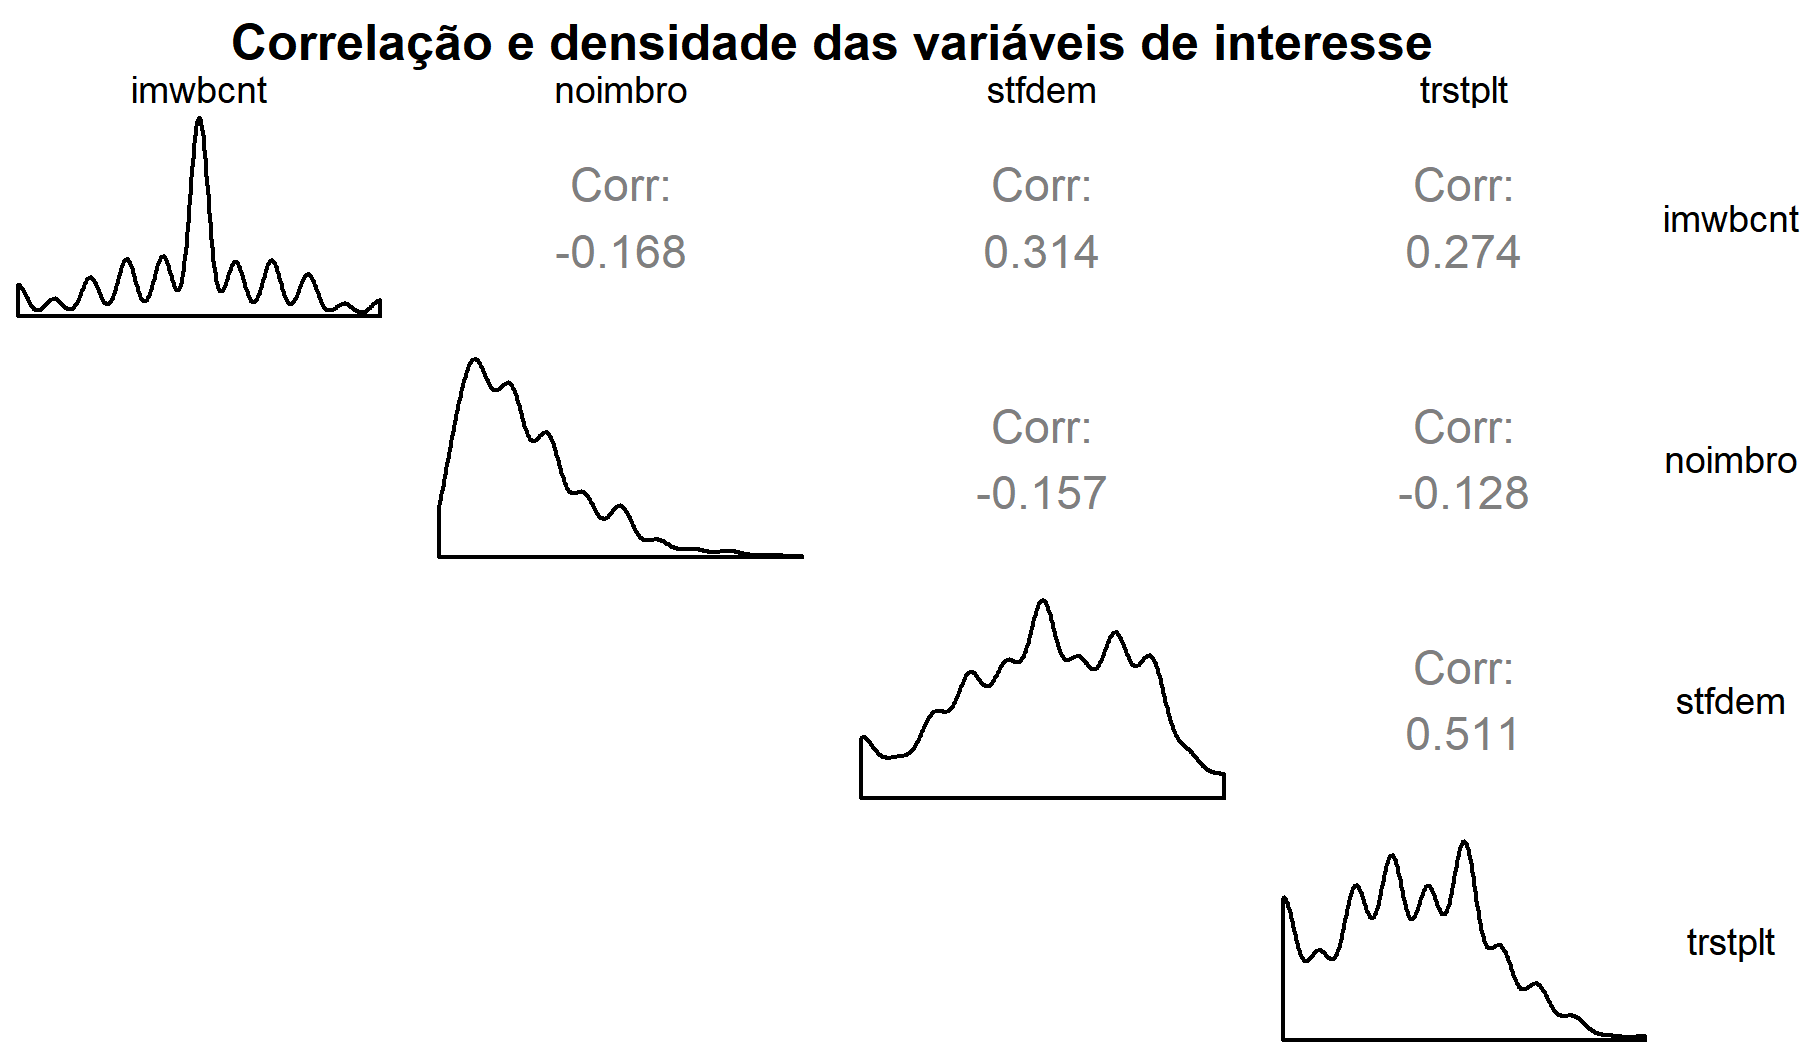 Correlação e densidade das variáveis de interesse
imwbcnt noimbro stfdem trstplt
Corr: Corr: Corr:
-0.168 0.314 0.274
imwbcnt
Corr: Corr:
-0.157 -0.128
noimbro
Corr:
0.511
stfdem
trstplt